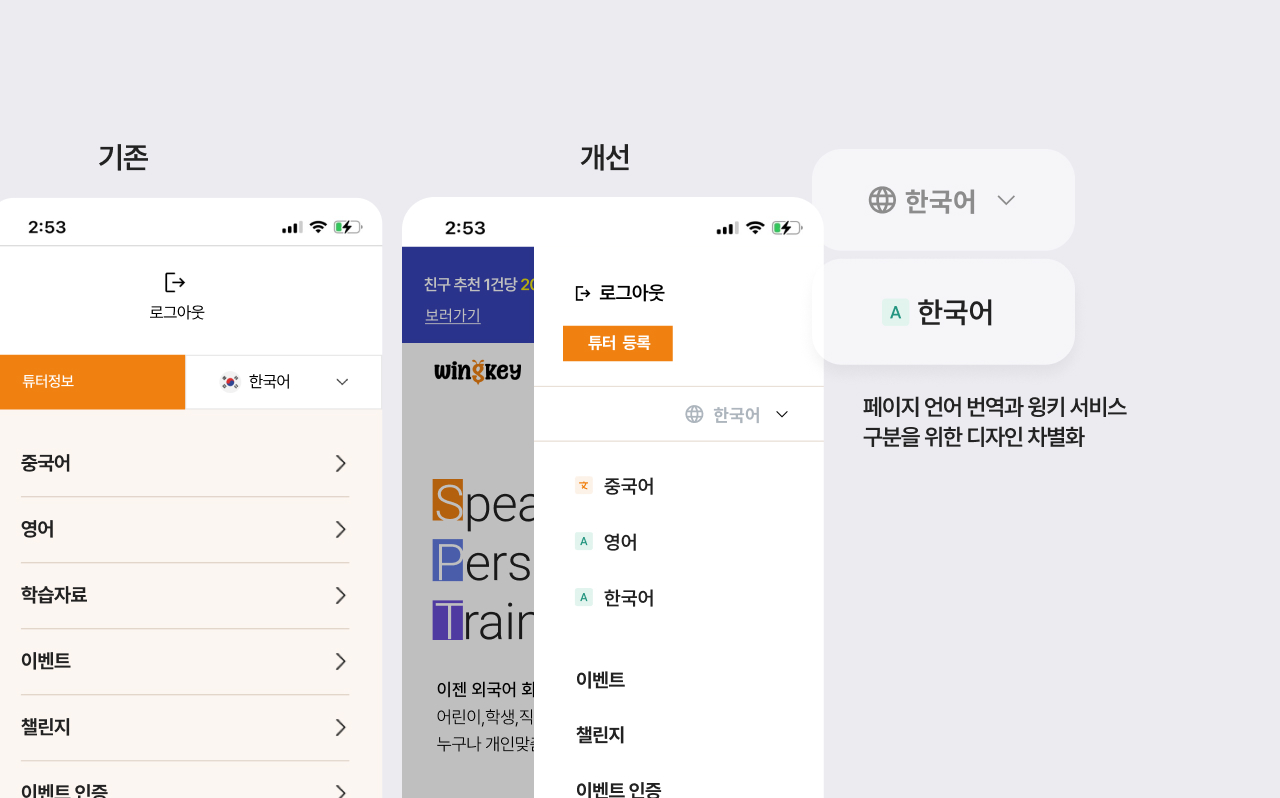 기존
2:53
로그아웃
튜터정보
한국어
중국어
영어
학습자료
이벤트
챌린지
이벤트 인증
개선
2:53
친구 추천 1건당 20
보러가기
wingkey
Spea
Pers
Train
이젠 외국어 회
어린이,학생,직
누구나 개인맞춤
로그아웃
튜터 등록
한국어
중국어
A 영어
A 한국어
이벤트
챌린지
이벤트 인증
한국어
A 한국어
페이지 언어 번역과 윙키 서비스
구분을 위한 디자인 차별화